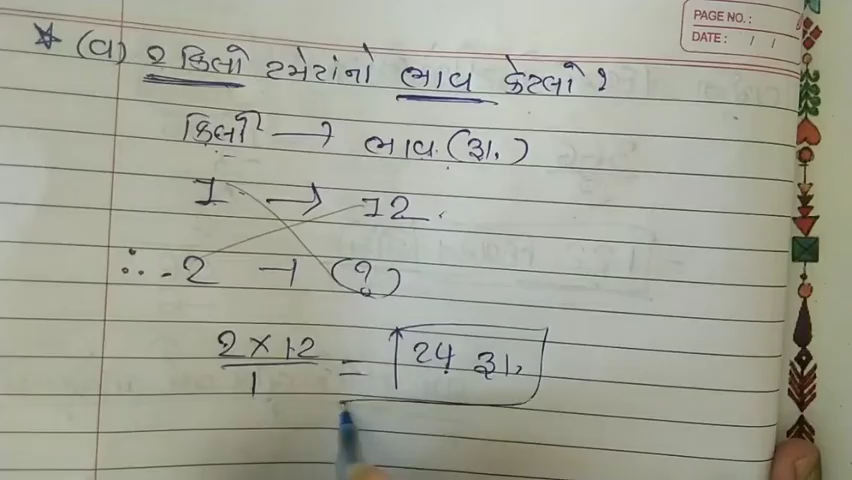 PAGE NO.:
DATE: / /
* (વ) ૨ કિલો ટમેટાંનો ભાવ કેટલો ?
કિલો → ભાવ (રૂા.)
1 → 12.
∴ 2 → (?)
2 × 12 / 1 = 24 રૂા.